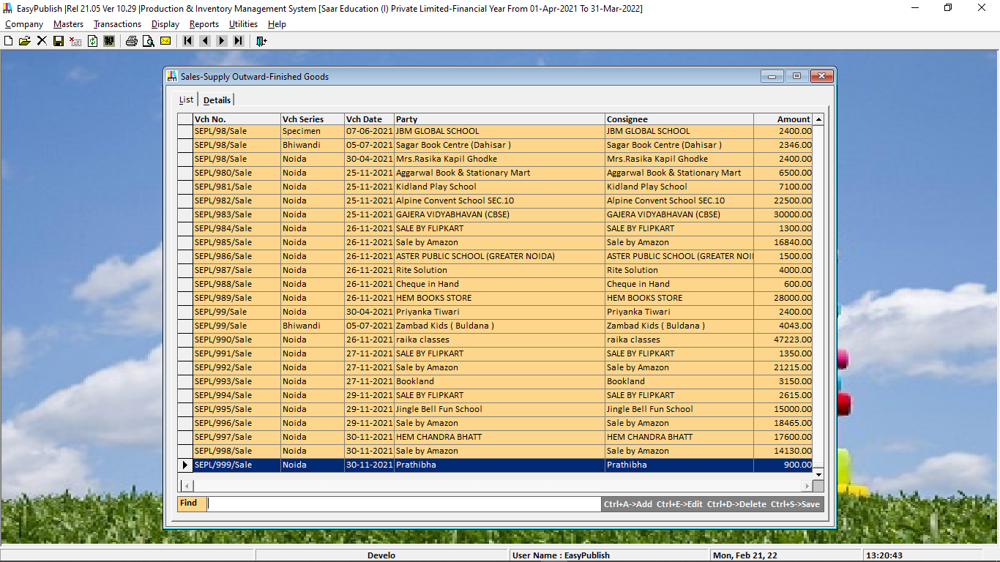 EasyPublish |Rel 21.05 Ver 10.29 |Production & Inventory Management System [Saar Education (I) Private Limited-Financial Year From 01-Apr-2021 To 31-Mar-2022]
Company Masters Transactions Display Reports Utilities Help
Sales-Supply Outward-Finished Goods
List Details
Vch No. Vch Series Vch Date Party Consignee Amount
SEPL/98/Sale Specimen 07-06-2021 JBM GLOBAL SCHOOL JBM GLOBAL SCHOOL 2400.00
SEPL/98/Sale Bhiwandi 05-07-2021 Sagar Book Centre (Dahisar ) Sagar Book Centre (Dahisar ) 2346.00
SEPL/98/Sale Noida 30-04-2021 Mrs.Rasika Kapil Ghodke Mrs.Rasika Kapil Ghodke 2400.00
SEPL/980/Sale Noida 25-11-2021 Aggarwal Book & Stationary Mart Aggarwal Book & Stationary Mart 6500.00
SEPL/981/Sale Noida 25-11-2021 Kidland Play School Kidland Play School 7100.00
SEPL/982/Sale Noida 25-11-2021 Alpine Convent School SEC.10 Alpine Convent School SEC.10 22500.00
SEPL/983/Sale Noida 25-11-2021 GAJERA VIDYABHAVAN (CBSE) GAJERA VIDYABHAVAN (CBSE) 30000.00
SEPL/984/Sale Noida 26-11-2021 SALE BY FLIPKART SALE BY FLIPKART 1300.00
SEPL/985/Sale Noida 26-11-2021 Sale by Amazon Sale by Amazon 16840.00
SEPL/986/Sale Noida 26-11-2021 ASTER PUBLIC SCHOOL (GREATER NOIDA) ASTER PUBLIC SCHOOL (GREATER NOI 1500.00
SEPL/987/Sale Noida 26-11-2021 Rite Solution Rite Solution 4000.00
SEPL/988/Sale Noida 26-11-2021 Cheque in Hand Cheque in Hand 600.00
SEPL/989/Sale Noida 26-11-2021 HEM BOOKS STORE HEM BOOKS STORE 28000.00
SEPL/99/Sale Noida 30-04-2021 Priyanka Tiwari Priyanka Tiwari 2400.00
SEPL/99/Sale Bhiwandi 05-07-2021 Zambad Kids ( Buldana ) Zambad Kids ( Buldana ) 4043.00
SEPL/990/Sale Noida 26-11-2021 raika classes raika classes 47223.00
SEPL/991/Sale Noida 27-11-2021 SALE BY FLIPKART SALE BY FLIPKART 1350.00
SEPL/992/Sale Noida 27-11-2021 Sale by Amazon Sale by Amazon 21215.00
SEPL/993/Sale Noida 27-11-2021 Bookland Bookland 3150.00
SEPL/994/Sale Noida 29-11-2021 SALE BY FLIPKART SALE BY FLIPKART 2615.00
SEPL/995/Sale Noida 29-11-2021 Jingle Bell Fun School Jingle Bell Fun School 15000.00
SEPL/996/Sale Noida 29-11-2021 Sale by Amazon Sale by Amazon 18465.00
SEPL/997/Sale Noida 30-11-2021 HEM CHANDRA BHATT HEM CHANDRA BHATT 17600.00
SEPL/998/Sale Noida 30-11-2021 Sale by Amazon Sale by Amazon 14130.00
SEPL/999/Sale Noida 30-11-2021 Prathibha Prathibha 900.00
Find Ctrl+A->Add Ctrl+E->Edit Ctrl+D->Delete Ctrl+S->Save
Develo User Name : EasyPublish Mon, Feb 21, 22 13:20:43